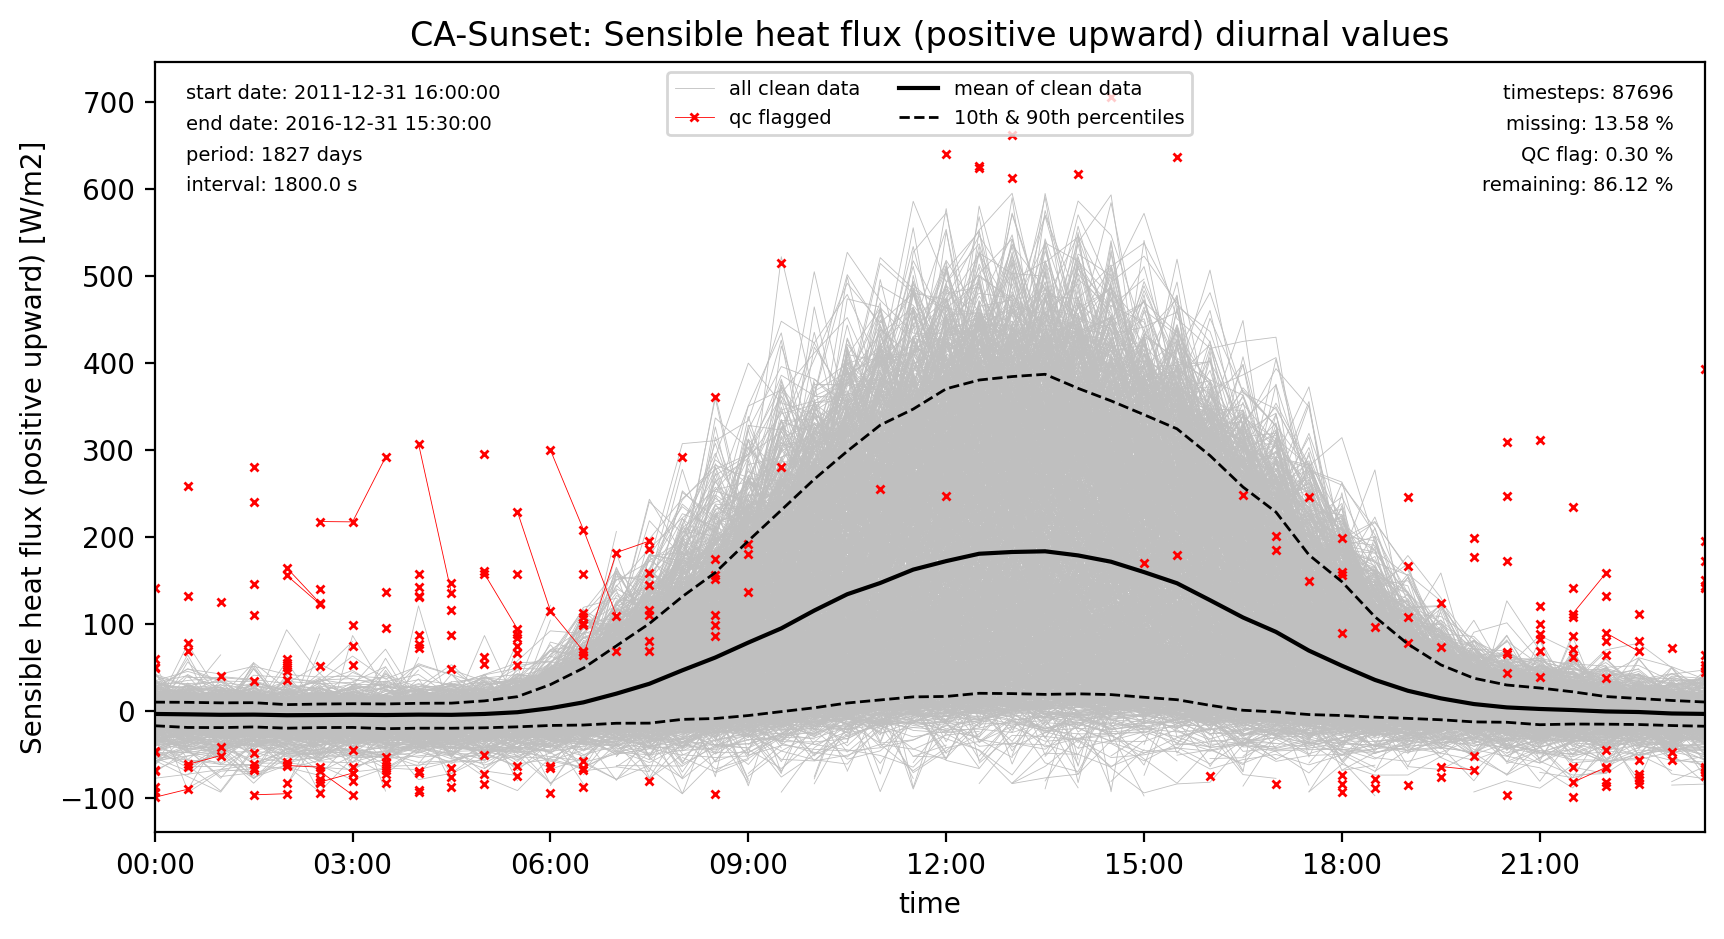 CA-Sunset: Sensible heat flux (positive upward) diurnal values
start date: 2011-12-31 16:00:00
end date: 2016-12-31 15:30:00
period: 1827 days
interval: 1800.0 s
all clean data
qc flagged
mean of clean data
10th & 90th percentiles
timesteps: 87696
missing: 13.58 %
QC flag: 0.30 %
remaining: 86.12 %
Sensible heat flux (positive upward) [W/m2]
700
600
500
400
300
200
100
0
−100
00:00 03:00 06:00 09:00 12:00 15:00 18:00 21:00
time